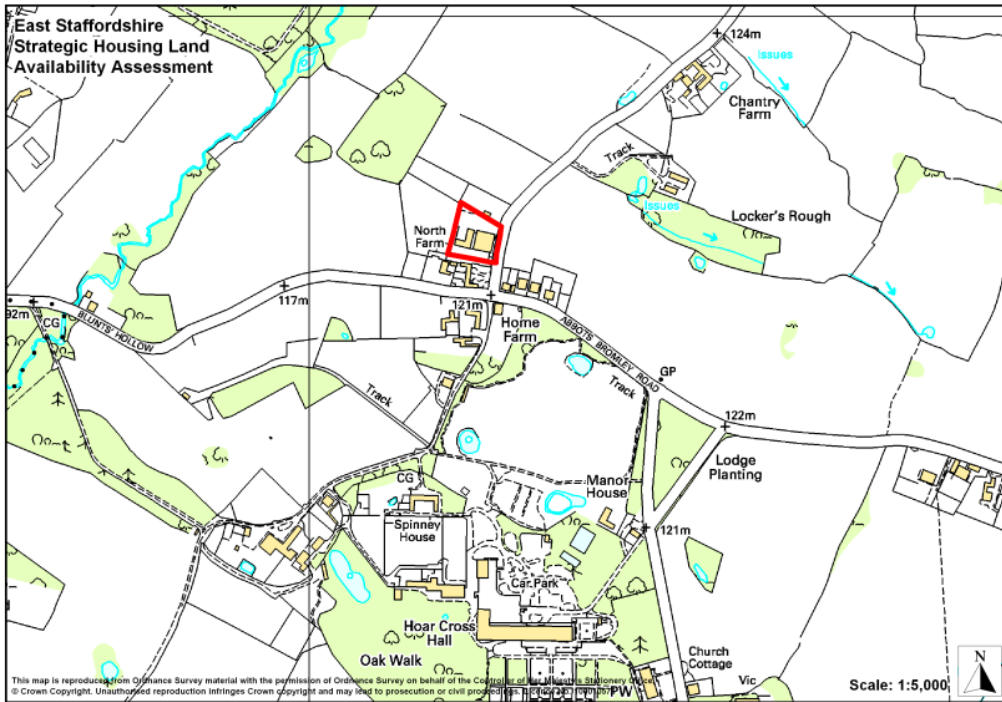 East Staffordshire
Strategic Housing Land
Availability Assessment
124m
Issues
Chantry
Farm
Track
Issues
Locker's Rough
North
Farm
92m
CG
BLUNTS' HOLLOW
117m
121m
Home
Farm
ABBOTS BROMLEY ROAD
GP
Track
Track
122m
Lodge
Planting
CG
Manor
House
Spinney
House
121m
Car Park
Hoar Cross
Hall
Oak Walk
Church
Cottage
Vic
PW
This map is reproduced from Ordnance Survey material with the permission of Ordnance Survey on behalf of the Controller of Her Majesty's Stationery Office
© Crown Copyright. Unauthorised reproduction infringes Crown copyright and may lead to prosecution or civil proceedings.
Scale: 1:5,000
N